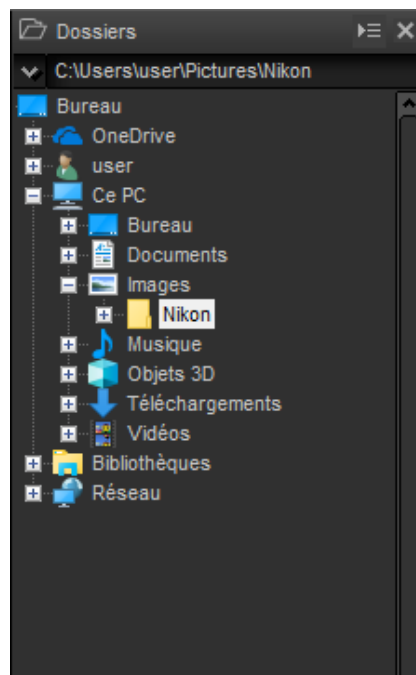 Dossiers
C:\Users\user\Pictures\Nikon
Bureau
OneDrive
user
Ce PC
Bureau
Documents
Images
Nikon
Musique
Objets 3D
Téléchargements
Vidéos
Bibliothèques
Réseau